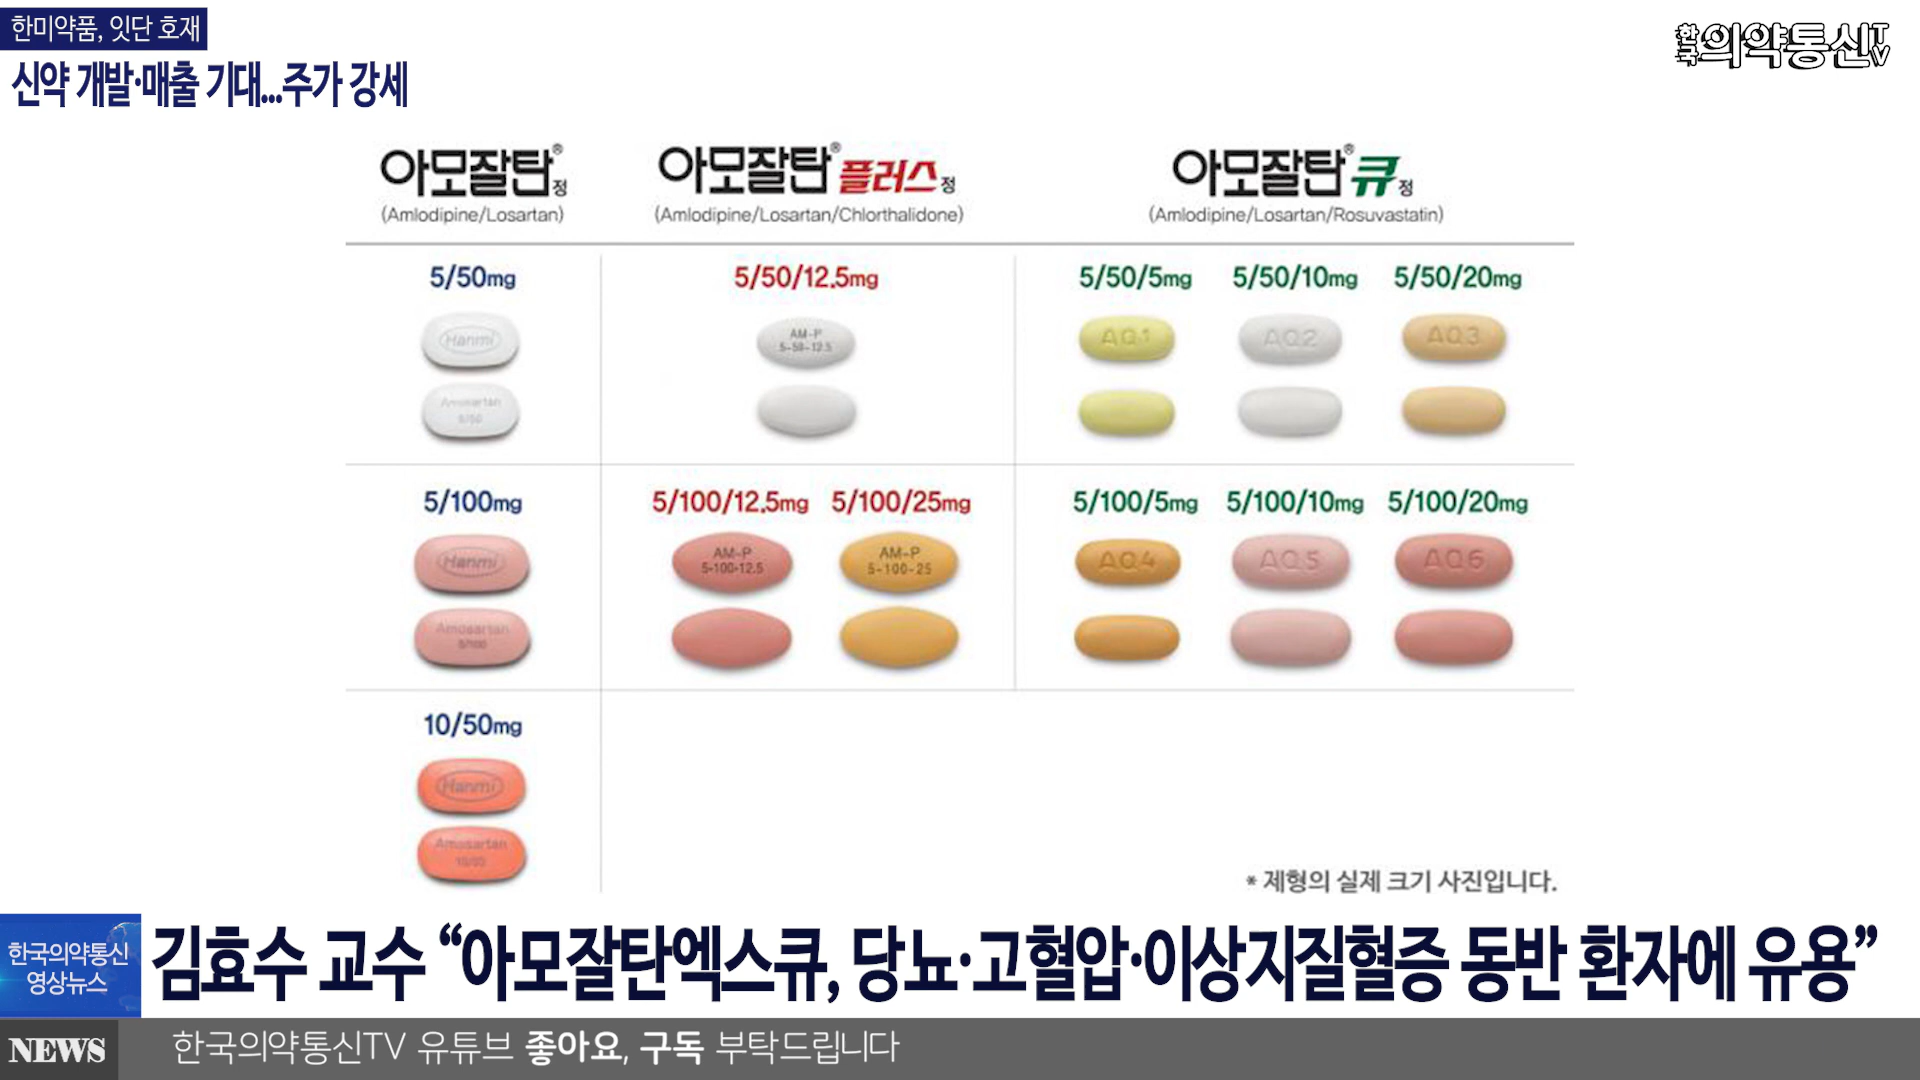 한미약품, 잇단 호재
신약 개발·매출 기대...주가 강세
한국의약통신TV
아모잘탄®정
(Amlodipine/Losartan)
아모잘탄®플러스정
(Amlodipine/Losartan/Chlorthalidone)
아모잘탄®큐정
(Amlodipine/Losartan/Rosuvastatin)
5/50mg
Hanmi
Amosartan
5/50
5/50/12.5mg
AM-P
5-50-12.5
5/50/5mg 5/50/10mg 5/50/20mg
AQ1 AQ2 AQ3
5/100mg
Hanmi
Amosartan
5/100
5/100/12.5mg 5/100/25mg
AM-P AM-P
5-100-12.5 5-100-25
5/100/5mg 5/100/10mg 5/100/20mg
AQ4 AQ5 AQ6
10/50mg
Hanmi
Amosartan
10/50
* 제형의 실제 크기 사진입니다.
한국의약통신
영상뉴스
김효수 교수 “아모잘탄엑스큐, 당뇨·고혈압·이상지질혈증 동반 환자에 유용”
NEWS
한국의약통신TV 유튜브 좋아요, 구독 부탁드립니다